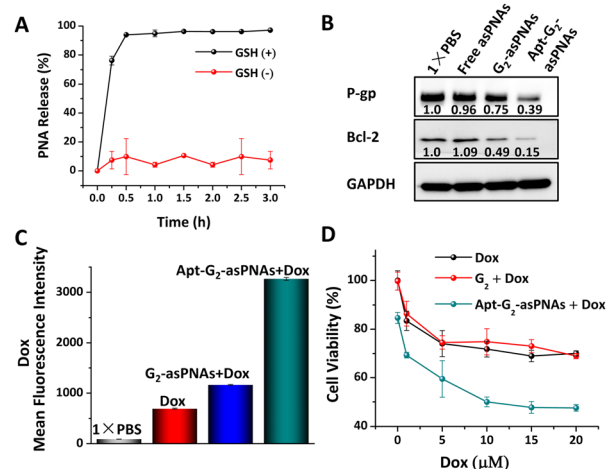 A
100
80
60
40
20
0
PNA Release (%)
GSH (+)
GSH (-)
0.0 0.5 1.0 1.5 2.0 2.5 3.0
Time (h)
B
1×PBS
Free asPNAs
G₂-asPNAs
Apt-G₂-
asPNAs
P-gp
1.0 0.96 0.75 0.39
Bcl-2
1.0 1.09 0.49 0.15
GAPDH
C
Dox
Mean Fluorescence Intensity
3000
2000
1000
0
Apt-G₂-asPNAs+Dox
G₂-asPNAs+Dox
Dox
1×PBS
D
Cell Viability (%)
120
100
80
60
40
Dox
G₂ + Dox
Apt-G₂-asPNAs + Dox
0 5 10 15 20
Dox (μM)